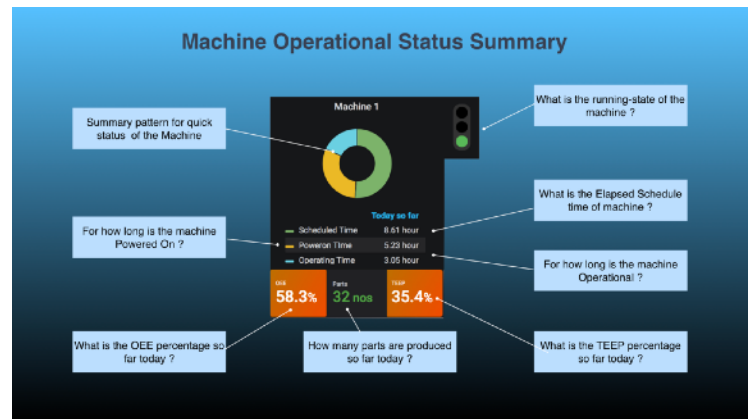 Machine Operational Status Summary
Machine 1
What is the running-state of the
machine ?
Summary pattern for quick
status of the Machine
What is the Elapsed Schedule
time of machine ?
Today so far
Scheduled Time 8.61 hour
Poweron Time 5.23 hour
Operating Time 3.05 hour
For how long is the machine
Powered On ?
For how long is the machine
Operational ?
OEE
58.3%
Parts
32 nos
TEEP
35.4%
What is the OEE percentage so
far today ?
How many parts are produced
so far today ?
What is the TEEP percentage
so far today ?